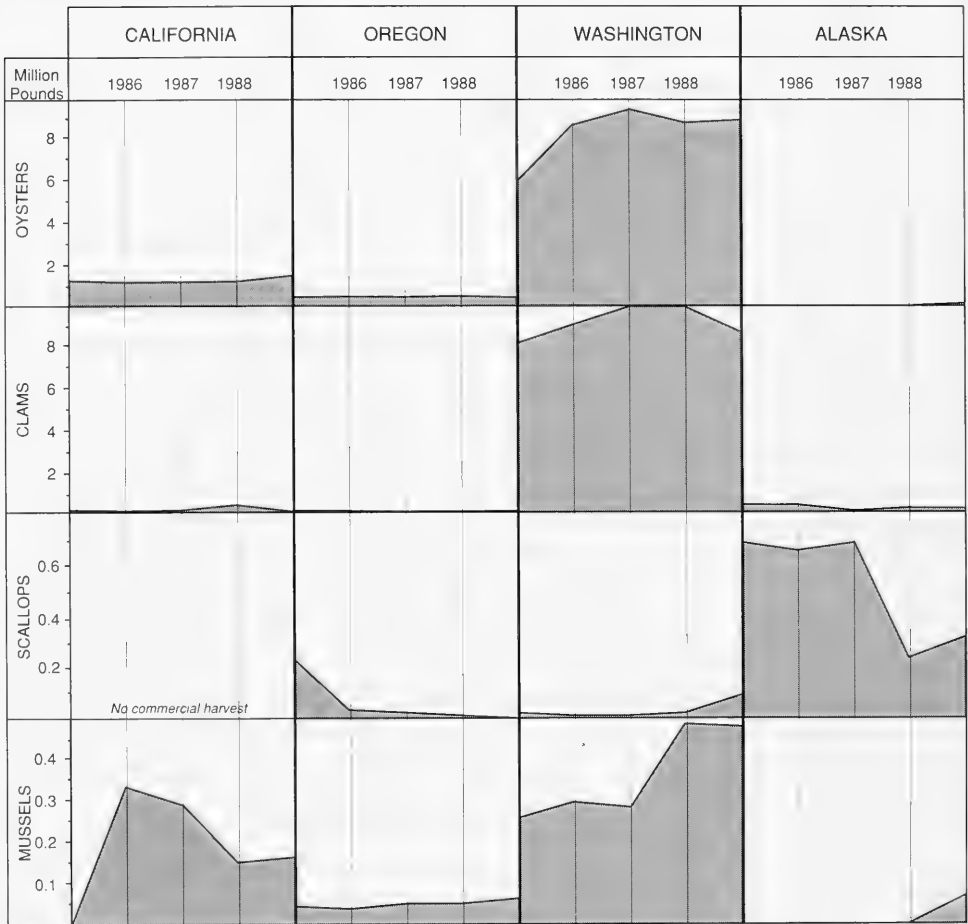 CALIFORNIA OREGON WASHINGTON ALASKA
Million Pounds 1986 1987 1988 1986 1987 1988 1986 1987 1988 1986 1987 1988
OYSTERS
8
6
4
2
CLAMS
8
6
4
2
SCALLOPS
0.6
0.4
0.2
No commercial harvest
MUSSELS
0.4
0.3
0.2
0.1